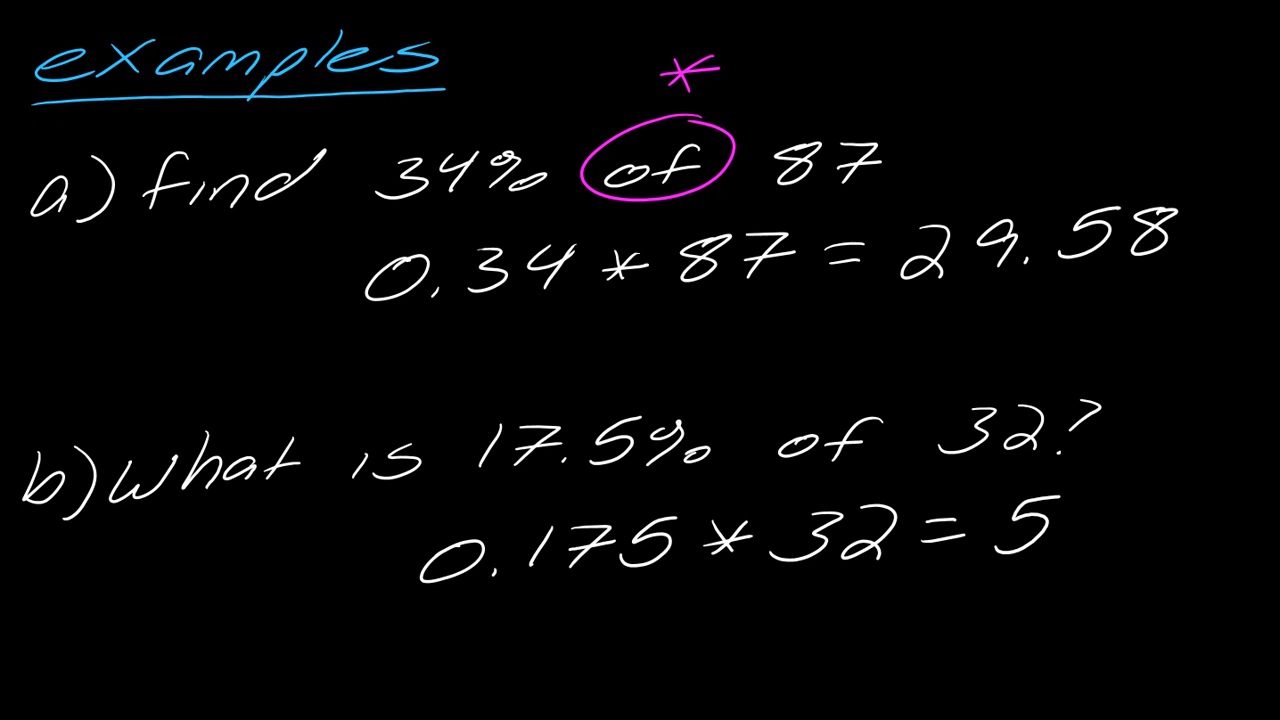 examples
*
a) find 34% of 87
0.34 * 87 = 29.58
b) What is 17.5% of 32?
0.175 * 32 = 5